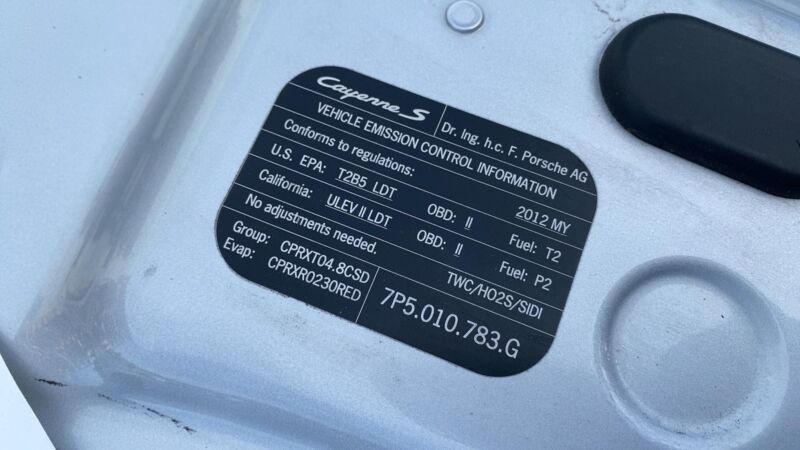 Cayenne S Dr. Ing. h.c. F. Porsche AG
VEHICLE EMISSION CONTROL INFORMATION
Conforms to regulations: 2012 MY
U.S. EPA: T2B5 LDT OBD: II Fuel: T2
California: ULEV II LDT OBD: II Fuel: P2
No adjustments needed. TWC/HO2S/SIDI
Group: CPRXT04.8CSD
Evap: CPRXR0230RED
7P5.010.783.G